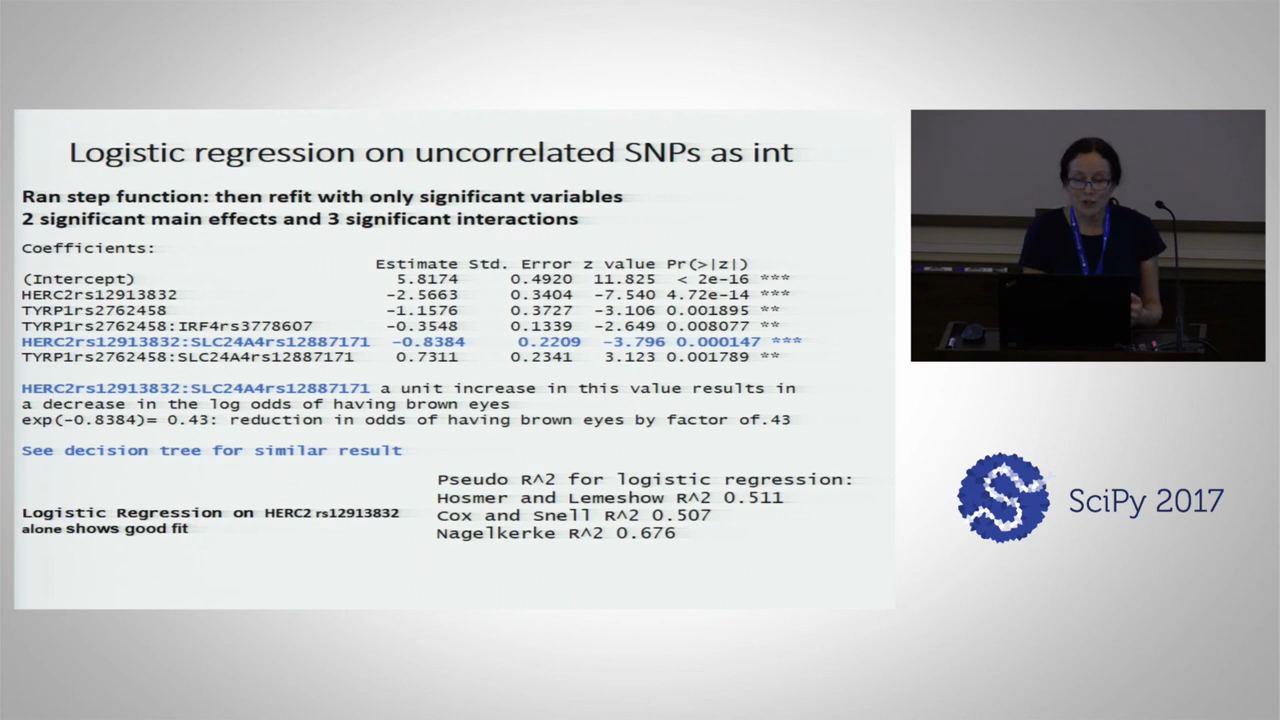 Logistic regression on uncorrelated SNPs as int
Ran step function: then refit with only significant variables
2 significant main effects and 3 significant interactions
Coefficients:
Estimate Std. Error z value Pr(>|z|)
(Intercept) 5.8174 0.4920 11.825 < 2e-16 ***
HERC2rs12913832 -2.5663 0.3404 -7.540 4.72e-14 ***
TYRP1rs2762458 -1.1576 0.3727 -3.106 0.001895 **
TYRP1rs2762458:IRF4rs3778607 -0.3548 0.1339 -2.649 0.008077 **
HERC2rs12913832:SLC24A4rs12887171 -0.8384 0.2209 -3.796 0.000147 ***
TYRP1rs2762458:SLC24A4rs12887171 0.7311 0.2341 3.123 0.001789 **
HERC2rs12913832:SLC24A4rs12887171 a unit increase in this value results in
a decrease in the log odds of having brown eyes
exp(-0.8384)= 0.43: reduction in odds of having brown eyes by factor of.43
See decision tree for similar result
Pseudo R^2 for logistic regression:
Hosmer and Lemeshow R^2 0.511
Cox and Snell R^2 0.507
Nagelkerke R^2 0.676
Logistic Regression on HERC2 rs12913832
alone shows good fit
SciPy 2017